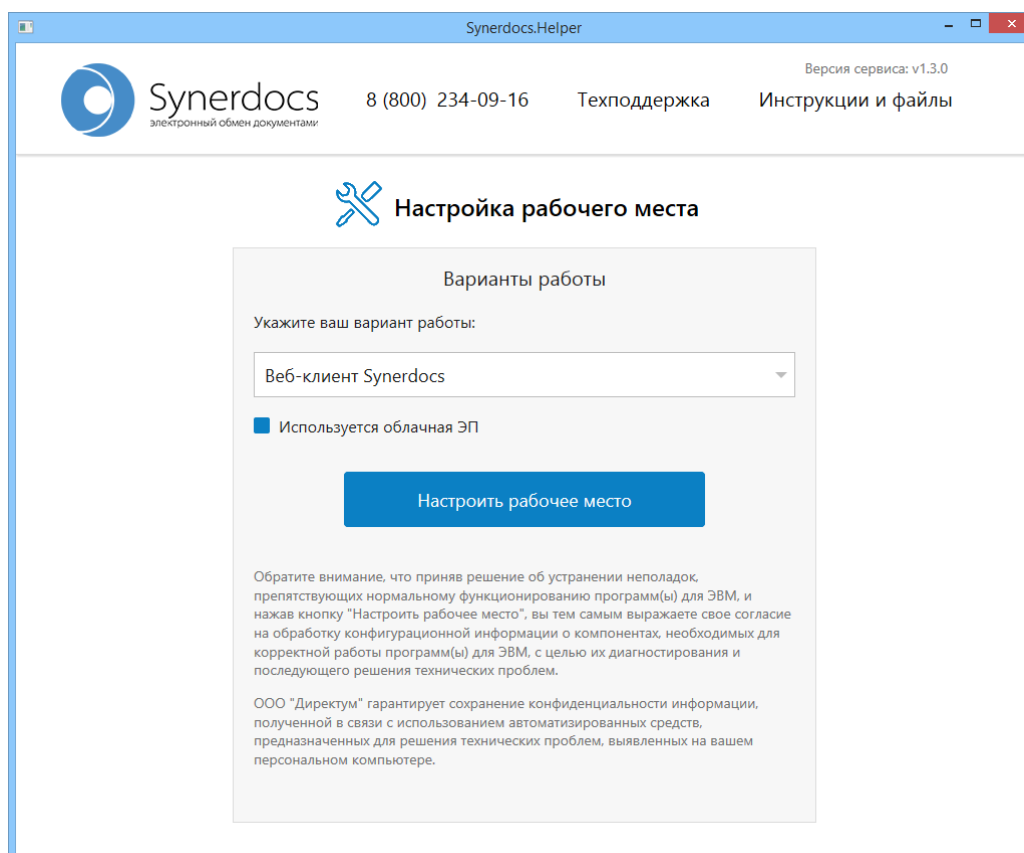 Synerdocs.Helper
Версия сервиса: v1.3.0
Synerdocs
электронный обмен документами
8 (800) 234-09-16
Техподдержка
Инструкции и файлы
Настройка рабочего места
Варианты работы
Укажите ваш вариант работы:
Веб-клиент Synerdocs
Используется облачная ЭП
Настроить рабочее место
Обратите внимание, что приняв решение об устранении неполадок,
препятствующих нормальному функционированию программ(ы) для ЭВМ, и
нажав кнопку "Настроить рабочее место", вы тем самым выражаете свое согласие
на обработку конфигурационной информации о компонентах, необходимых для
корректной работы программ(ы) для ЭВМ, с целью их диагностирования и
последующего решения технических проблем.
ООО "Директум" гарантирует сохранение конфиденциальности информации,
полученной в связи с использованием автоматизированных средств,
предназначенных для решения технических проблем, выявленных на вашем
персональном компьютере.